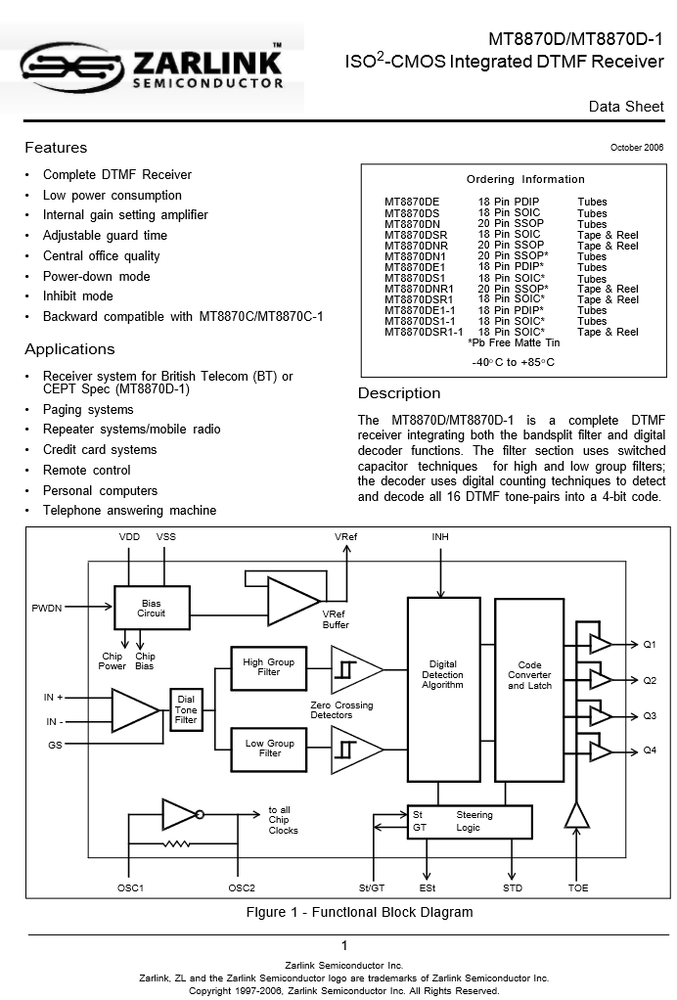 ZARLINK™
SEMICONDUCTOR
MT8870D/MT8870D-1
ISO2-CMOS Integrated DTMF Receiver
Data Sheet
Features
October 2006
• Complete DTMF Receiver
• Low power consumption
• Internal gain setting amplifier
• Adjustable guard time
• Central office quality
• Power-down mode
• Inhibit mode
• Backward compatible with MT8870C/MT8870C-1
Applications
• Receiver system for British Telecom (BT) or
CEPT Spec (MT8870D-1)
• Paging systems
• Repeater systems/mobile radio
• Credit card systems
• Remote control
• Personal computers
• Telephone answering machine
Ordering Information
MT8870DE 18 Pin PDIP Tubes
MT8870DS 18 Pin SOIC Tubes
MT8870DN 20 Pin SSOP Tubes
MT8870DSR 18 Pin SOIC Tape & Reel
MT8870DNR 20 Pin SSOP Tape & Reel
MT8870DN1 20 Pin SSOP* Tubes
MT8870DE1 18 Pin PDIP* Tubes
MT8870DS1 18 Pin SOIC* Tubes
MT8870DNR1 20 Pin SSOP* Tape & Reel
MT8870DSR1 18 Pin SOIC* Tape & Reel
MT8870DE1-1 18 Pin PDIP* Tubes
MT8870DS1-1 18 Pin SOIC* Tubes
MT8870DSR1-1 18 Pin SOIC* Tape & Reel
*Pb Free Matte Tin
-40°C to +85°C
Description
The MT8870D/MT8870D-1 is a complete DTMF
receiver integrating both the bandsplit filter and digital
decoder functions. The filter section uses switched
capacitor techniques for high and low group filters;
the decoder uses digital counting techniques to detect
and decode all 16 DTMF tone-pairs into a 4-bit code.
VDD VSS VRef INH
PWDN
Bias
Circuit
VRef
Buffer
Chip
Power
Chip
Bias
High Group
Filter
Digital
Detection
Algorithm
Code
Converter
and Latch
Q1
Q2
Q3
Q4
IN +
IN -
GS
Dial
Tone
Filter
Zero Crossing
Detectors
Low Group
Filter
to all
Chip
Clocks
St
GT
Steering
Logic
OSC1 OSC2 St/GT ESt STD TOE
Figure 1 - Functional Block Diagram
1
Zarlink Semiconductor Inc.
Zarlink, ZL and the Zarlink Semiconductor logo are trademarks of Zarlink Semiconductor Inc.
Copyright 1997-2006, Zarlink Semiconductor Inc. All Rights Reserved.